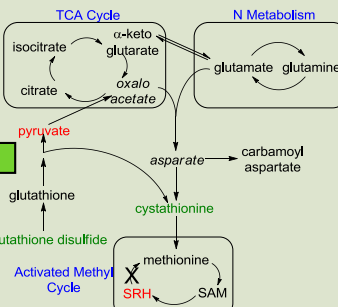 TCA Cycle
N Metabolism
α-keto
glutarate
isocitrate
citrate
oxalo
acetate
glutamate
glutamine
pyruvate
asparate
carbamoyl
aspartate
glutathione
cystathionine
utathione disulfide
Activated Methyl
Cycle
methionine
X
SRH
SAM